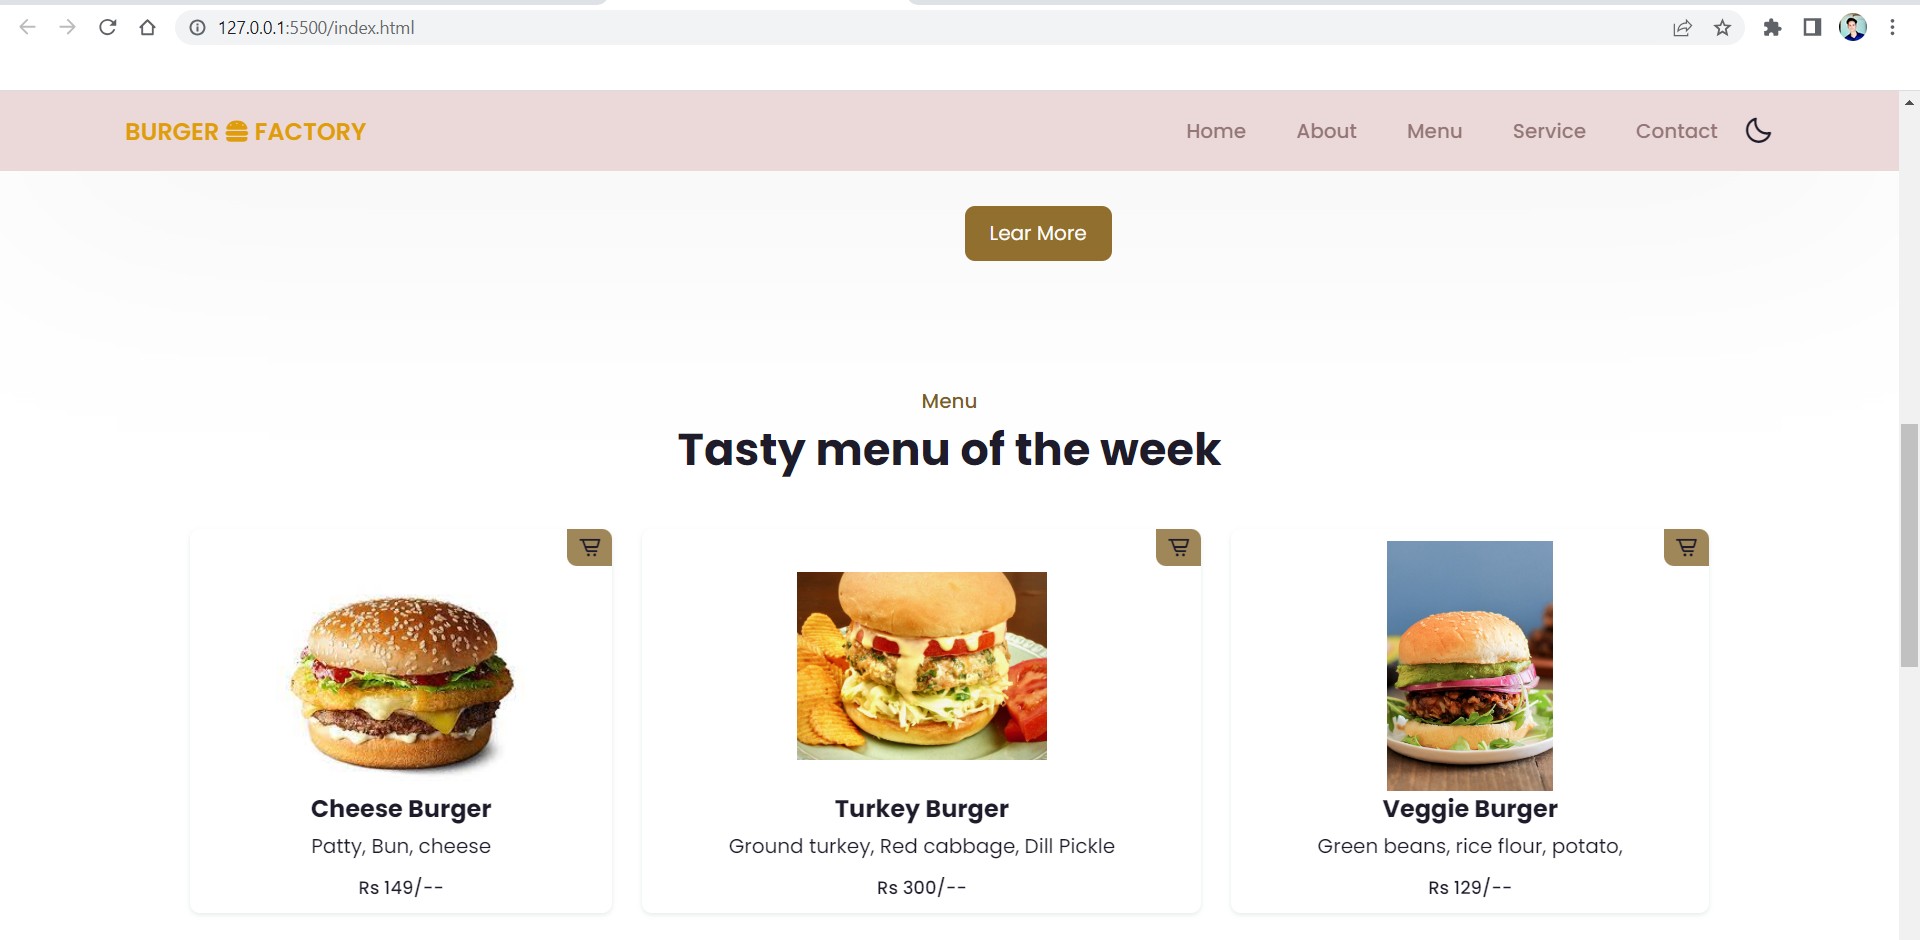 127.0.0.1:5500/index.html
BURGER FACTORY
Home About Menu Service Contact
Lear More
Menu
Tasty menu of the week
Cheese Burger
Patty, Bun, cheese
Rs 149/--
Turkey Burger
Ground turkey, Red cabbage, Dill Pickle
Rs 300/--
Veggie Burger
Green beans, rice flour, potato,
Rs 129/--